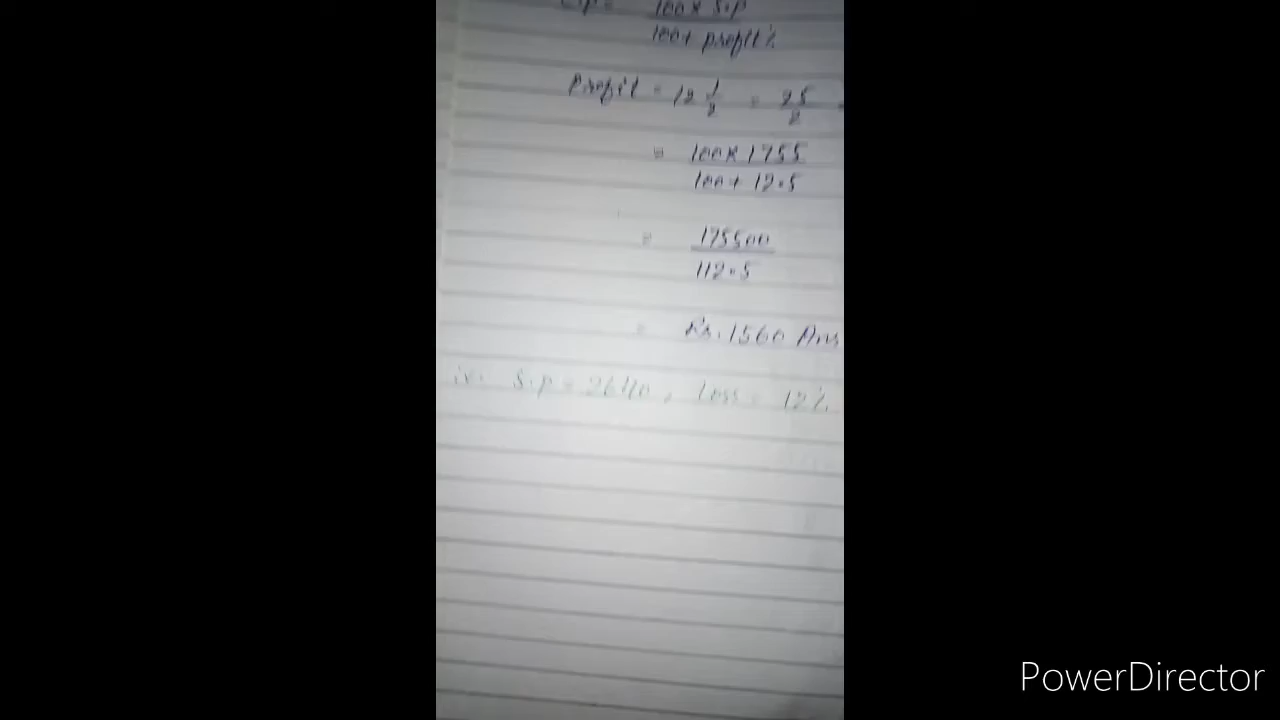 C.p = 100 × S.p
100+ profit %
Profit = 12 1/2 = 25/2 =
= 100 × 1755
100+ 12.5
= 175500
112.5
= Rs. 1560 Ans
iv. S.p = 2640, Loss = 12%
PowerDirector